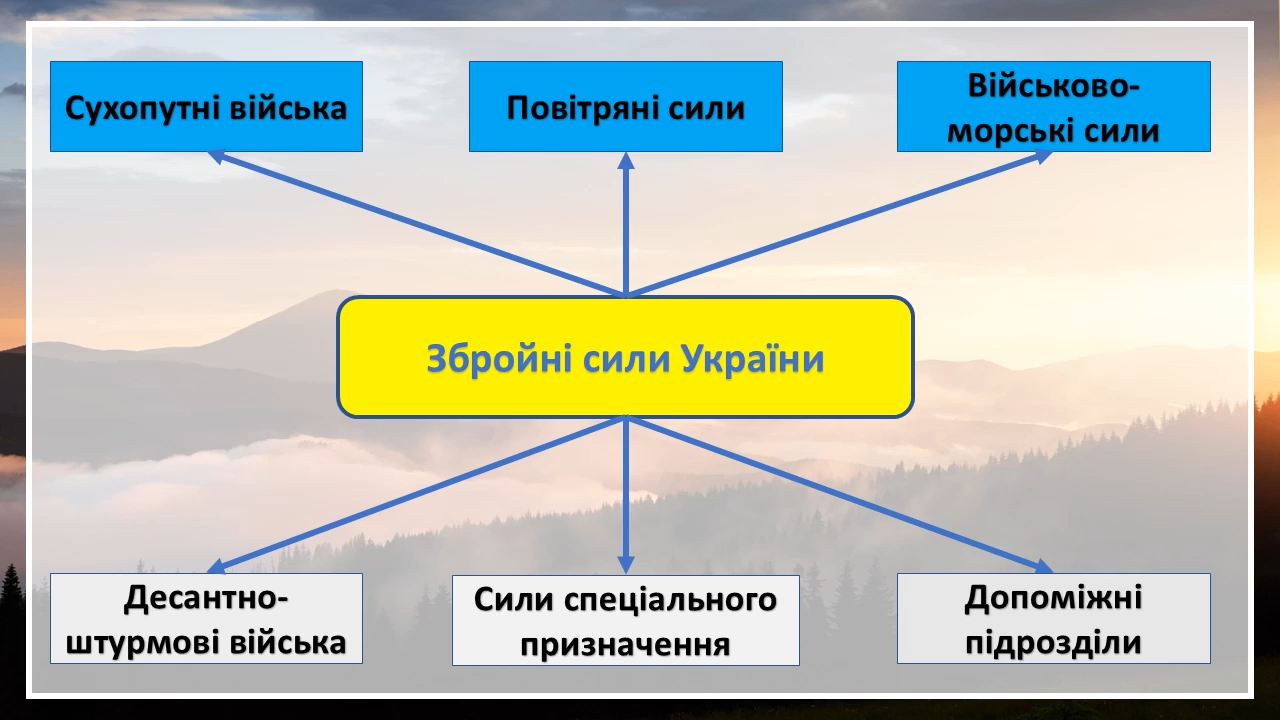 Сухопутні війська
Повітряні сили
Військово-
морські сили
Збройні сили України
Десантно-
штурмові війська
Сили спеціального
призначення
Допоміжні
підрозділи